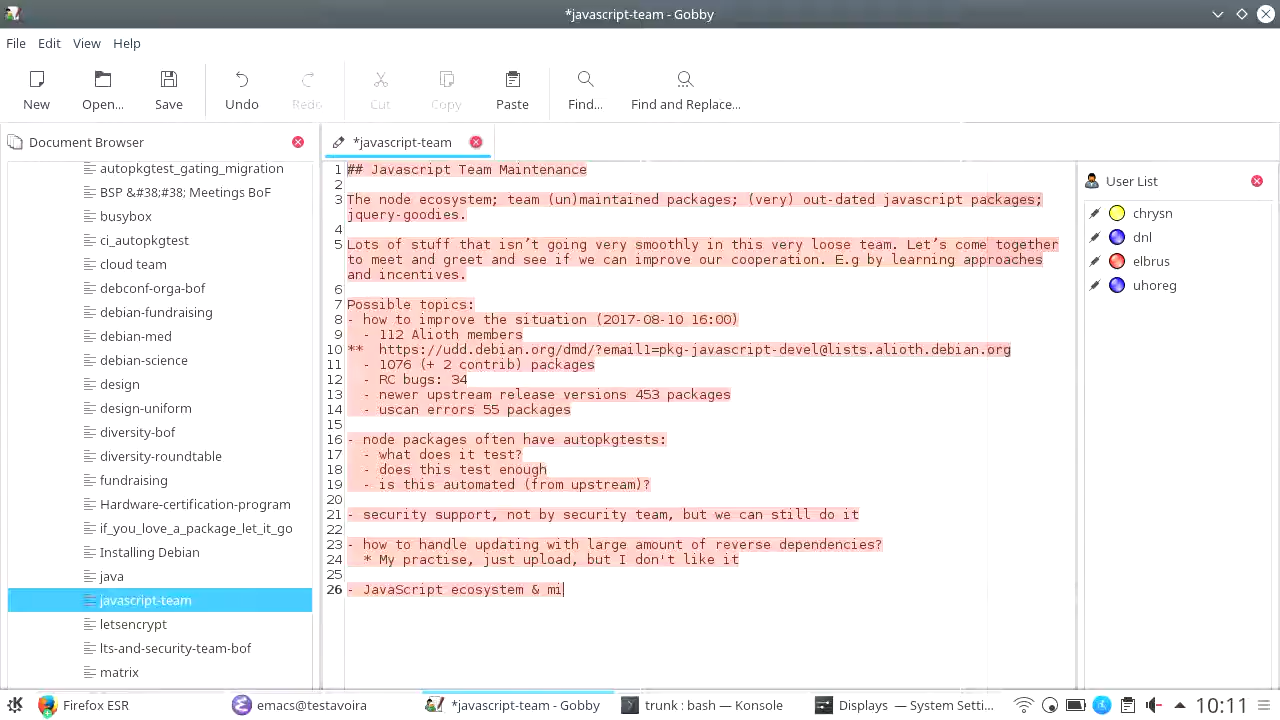 *javascript-team - Gobby
File Edit View Help
New Open... Save Undo Redo Cut Copy Paste Find... Find and Replace...
Document Browser
autopkgtest_gating_migration
BSP &#38;#38; Meetings BoF
busybox
ci_autopkgtest
cloud team
debconf-orga-bof
debian-fundraising
debian-med
debian-science
design
design-uniform
diversity-bof
diversity-roundtable
fundraising
Hardware-certification-program
if_you_love_a_package_let_it_go
Installing Debian
java
javascript-team
letsencrypt
lts-and-security-team-bof
matrix
*javascript-team
1 ## Javascript Team Maintenance
2
3 The node ecosystem; team (un)maintained packages; (very) out-dated javascript packages;
jquery-goodies.
4
5 Lots of stuff that isn’t going very smoothly in this very loose team. Let’s come together
to meet and greet and see if we can improve our cooperation. E.g by learning approaches
and incentives.
6
7 Possible topics:
8 - how to improve the situation (2017-08-10 16:00)
9 - 112 Alioth members
10 ** https://udd.debian.org/dmd/?email1=pkg-javascript-devel@lists.alioth.debian.org
11 - 1076 (+ 2 contrib) packages
12 - RC bugs: 34
13 - newer upstream release versions 453 packages
14 - uscan errors 55 packages
15
16 - node packages often have autopkgtests:
17 - what does it test?
18 - does this test enough
19 - is this automated (from upstream)?
20
21 - security support, not by security team, but we can still do it
22
23 - how to handle updating with large amount of reverse dependencies?
24 * My practise, just upload, but I don't like it
25
26 - JavaScript ecosystem & mi
User List
chrysn
dnl
elbrus
uhoreg
Firefox ESR emacs@testavoira *javascript-team - Gobby trunk : bash — Konsole Displays — System Setti... 10:11